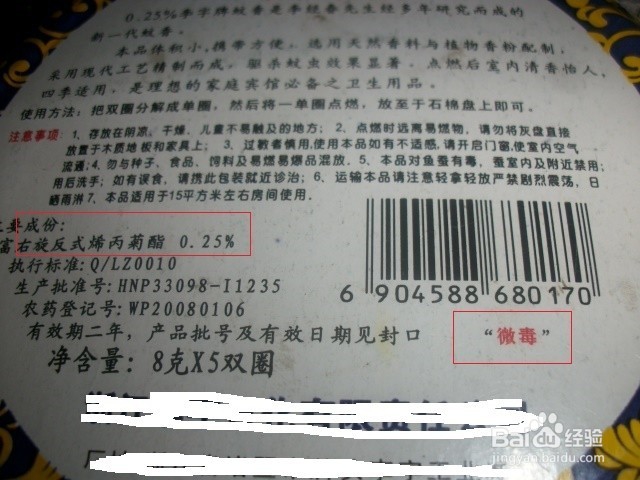 0.25%李字牌蚊香是李经春先生经多年研究而成的
新一代蚊香。
本品体积小,携带方便,选用天然香料与植物香粉配制,
采用现代工艺精制而成,驱杀蚊虫效果显著。点燃后室内清香怡人,
四季适用,是理想的家庭宾馆必备之卫生用品。
使用方法:把双圈分解成单圈,然后将一单圈点燃,放至于石棉盘上即可。
注意事项:1、存放在阴凉、干燥、儿童不易触及的地方;2、点燃时远离易燃物,请勿将灰盘直接
放置于木质地板和家具上;3、过敏者慎用,使用本品如有不适感,请开启门窗,使室内空气
流通;4、勿与种子、食品、饲料及易燃易爆品混放。5、本品对鱼蚕有毒,蚕室内及附近禁用;
用后洗手;如有误食,请携此包装就近诊治;6、运输本品请注意轻拿轻放严禁剧烈震荡,日
晒雨淋7、本品适用于15平方米左右房间使用。
主要成份:
富右旋反式烯丙菊酯 0.25%
执行标准:Q/LZ0010
生产批准号:HNP33098-I1235
农药登记号:WP20080106
有效期二年,产品批号及有效日期见封口
净含量:8克X5双圈
6 904588 680170
“微毒”
有限责任
Baidu经验
jingyan.baidu.com